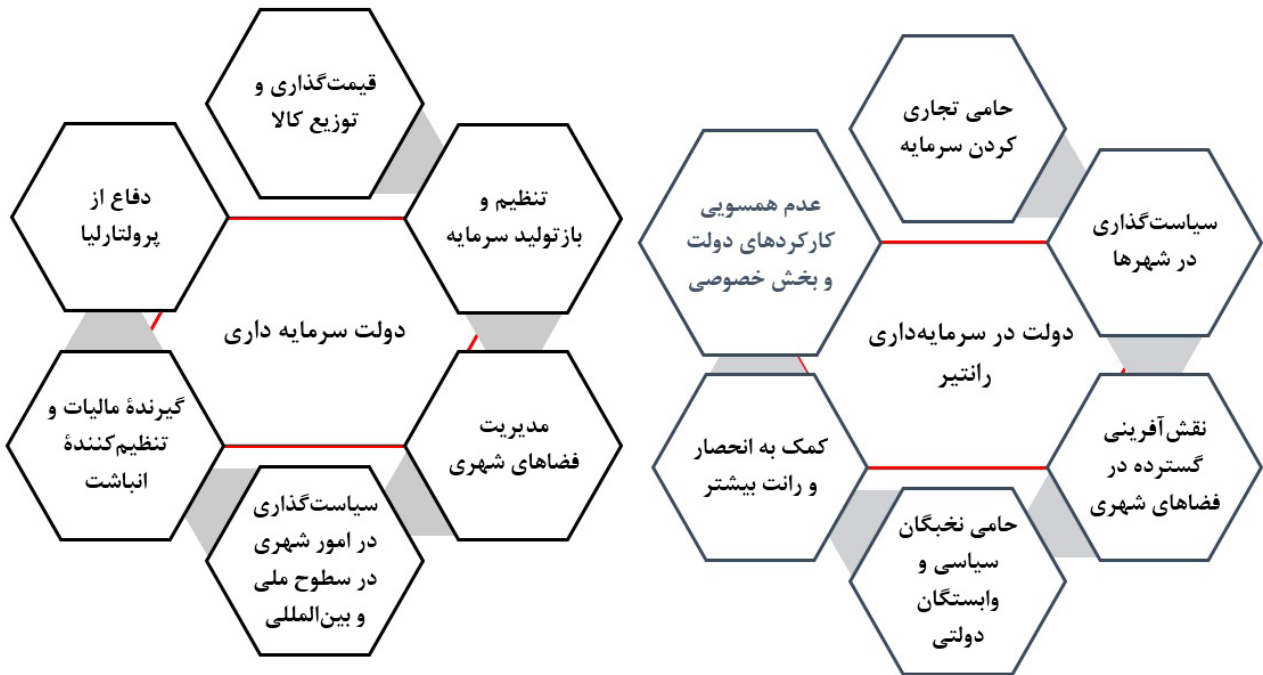 قیمت‌گذاری و
توزیع کالا
تنظیم و
بازتولید سرمایه
مدیریت
فضاهای شهری
سیاست‌گذاری
در امور شهری
در سطوح ملی
و بین‌المللی
گیرندهٔ مالیات و
تنظیم‌کنندهٔ
انباشت
دفاع از
پرولتارلیا
دولت سرمایه داری
حامی تجاری
کردن سرمایه
سیاست‌گذاری
در شهرها
نقش‌آفرینی
گسترده در
فضاهای شهری
حامی نخبگان
سیاسی و
وابستگان
دولتی
کمک به انحصار
و رانت بیشتر
عدم همسویی
کارکردهای دولت
و بخش خصوصی
دولت در سرمایه‌داری
رانتیر